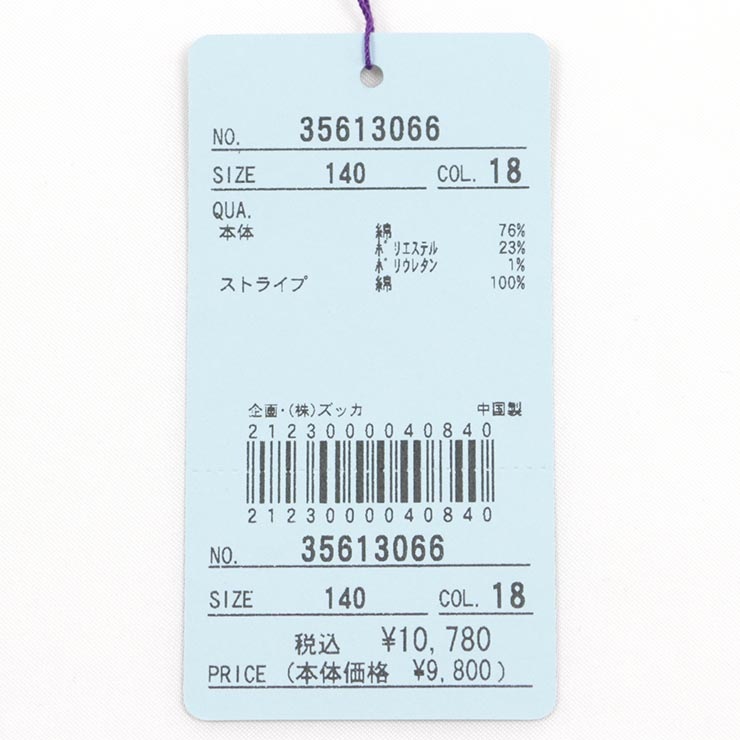 NO. 35613066
SIZE 140 COL. 18
QUA.
本体 綿 76%
ポリエステル 23%
ポリウレタン 1%
ストライプ 綿 100%
企画・(株)ズッカ 中国製
2123000040840
2123000040840
NO. 35613066
SIZE 140 COL. 18
税込 ¥10,780
PRICE (本体価格 ¥9,800)